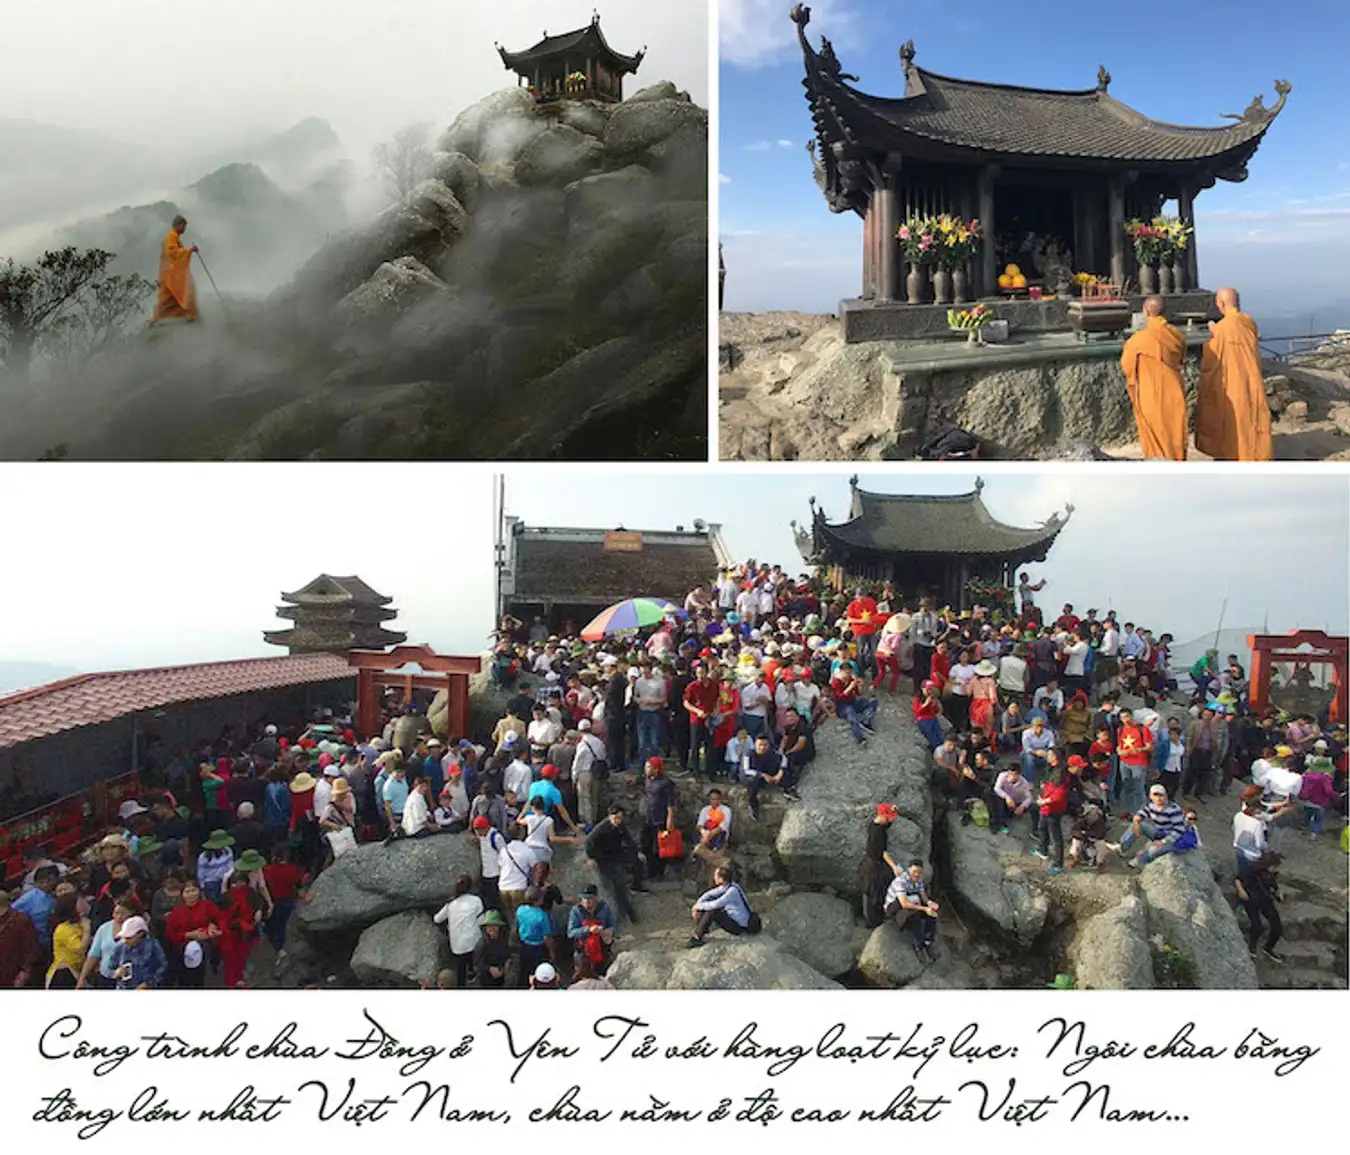 Công trình chùa Đồng ở Yên Tử với hàng loạt kỷ lục: Ngôi chùa bằng
đồng lớn nhất Việt Nam, chùa nằm ở độ cao nhất Việt Nam...